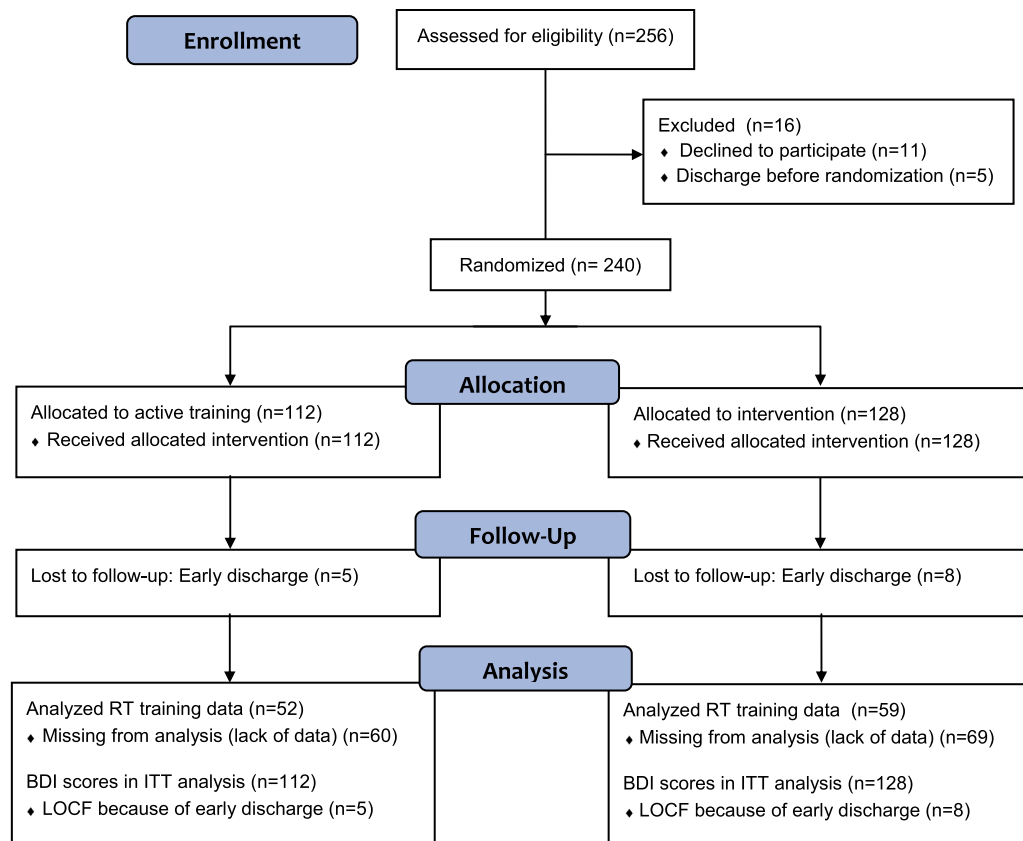 Enrollment
Assessed for eligibility (n=256)
Excluded (n=16)
♦ Declined to participate (n=11)
♦ Discharge before randomization (n=5)
Randomized (n= 240)
Allocation
Allocated to active training (n=112)
♦ Received allocated intervention (n=112)
Allocated to intervention (n=128)
♦ Received allocated intervention (n=128)
Follow-Up
Lost to follow-up: Early discharge (n=5)
Lost to follow-up: Early discharge (n=8)
Analysis
Analyzed RT training data (n=52)
♦ Missing from analysis (lack of data) (n=60)
BDI scores in ITT analysis (n=112)
♦ LOCF because of early discharge (n=5)
Analyzed RT training data (n=59)
♦ Missing from analysis (lack of data) (n=69)
BDI scores in ITT analysis (n=128)
♦ LOCF because of early discharge (n=8)